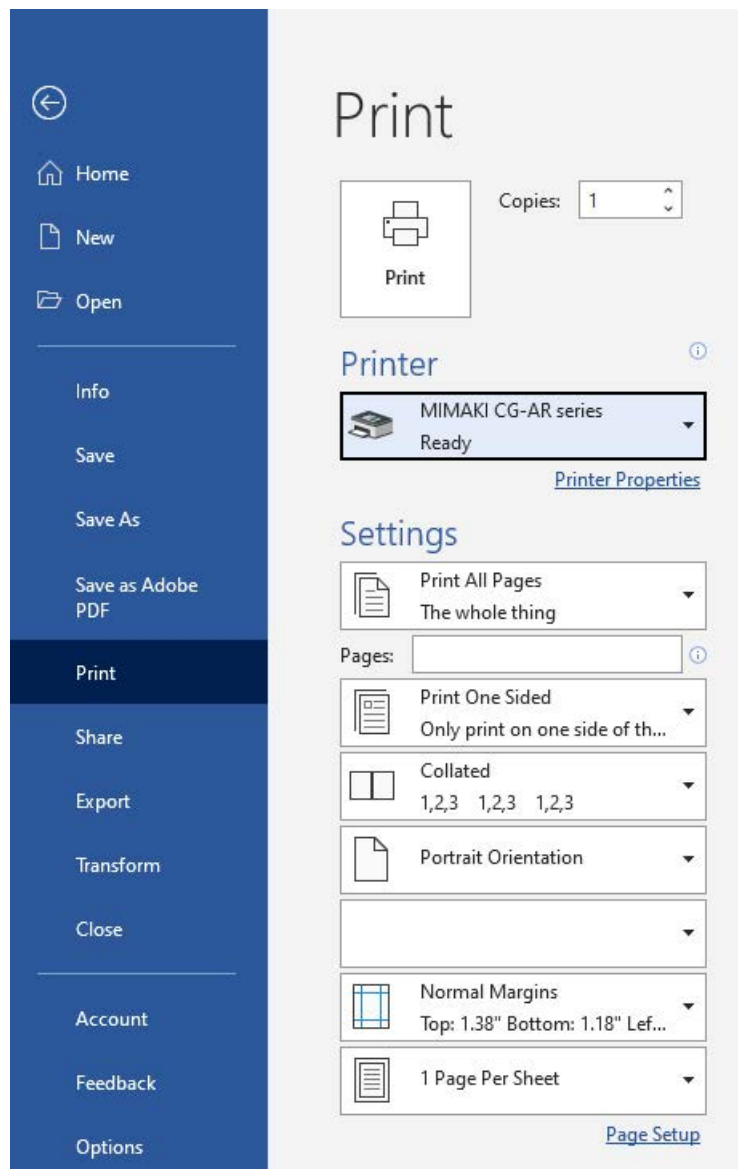 Home
New
Open
Info
Save
Save As
Save as Adobe
PDF
Print
Share
Export
Transform
Close
Account
Feedback
Options
Print
Print
Copies: 1
Printer
MIMAKI CG-AR series
Ready
Printer Properties
Settings
Print All Pages
The whole thing
Pages:
Print One Sided
Only print on one side of th...
Collated
1,2,3 1,2,3 1,2,3
Portrait Orientation
Normal Margins
Top: 1.38" Bottom: 1.18" Lef...
1 Page Per Sheet
Page Setup